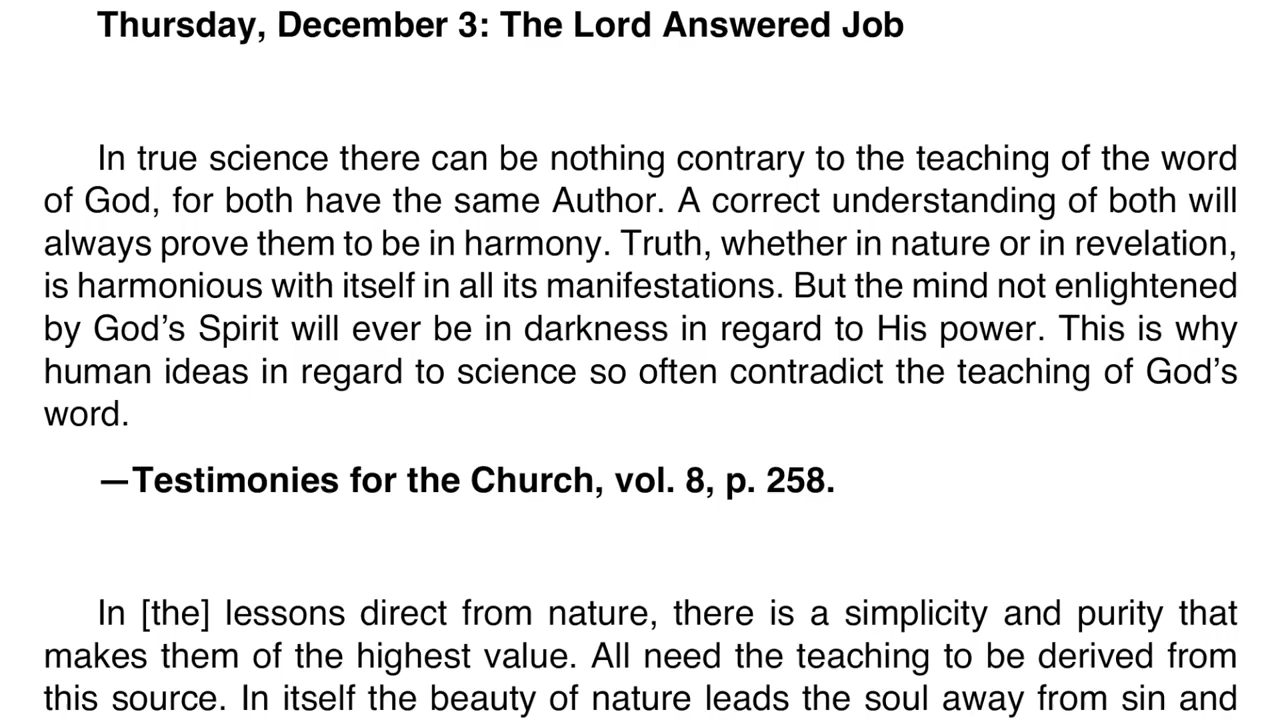 Thursday, December 3: The Lord Answered Job
In true science there can be nothing contrary to the teaching of the word
of God, for both have the same Author. A correct understanding of both will
always prove them to be in harmony. Truth, whether in nature or in revelation,
is harmonious with itself in all its manifestations. But the mind not enlightened
by God’s Spirit will ever be in darkness in regard to His power. This is why
human ideas in regard to science so often contradict the teaching of God’s
word.
—Testimonies for the Church, vol. 8, p. 258.
In [the] lessons direct from nature, there is a simplicity and purity that
makes them of the highest value. All need the teaching to be derived from
this source. In itself the beauty of nature leads the soul away from sin and